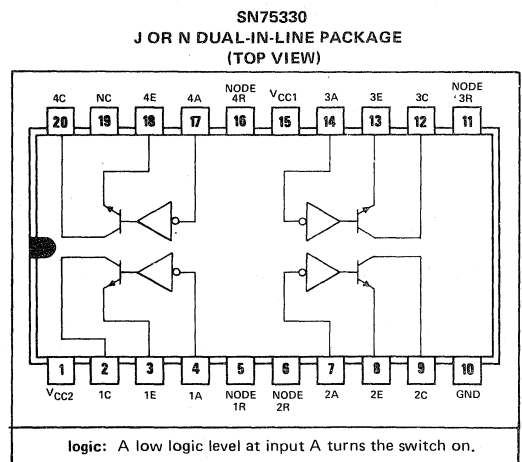 SN75330
J OR N DUAL-IN-LINE PACKAGE
(TOP VIEW)
4C NC 4E 4A NODE 4R VCC1 3A 3E 3C NODE 3R
20 19 18 17 16 15 14 13 12 11
1 2 3 4 5 6 7 8 9 10
VCC2 1C 1E 1A NODE 1R NODE 2R 2A 2E 2C GND
logic: A low logic level at input A turns the switch on.